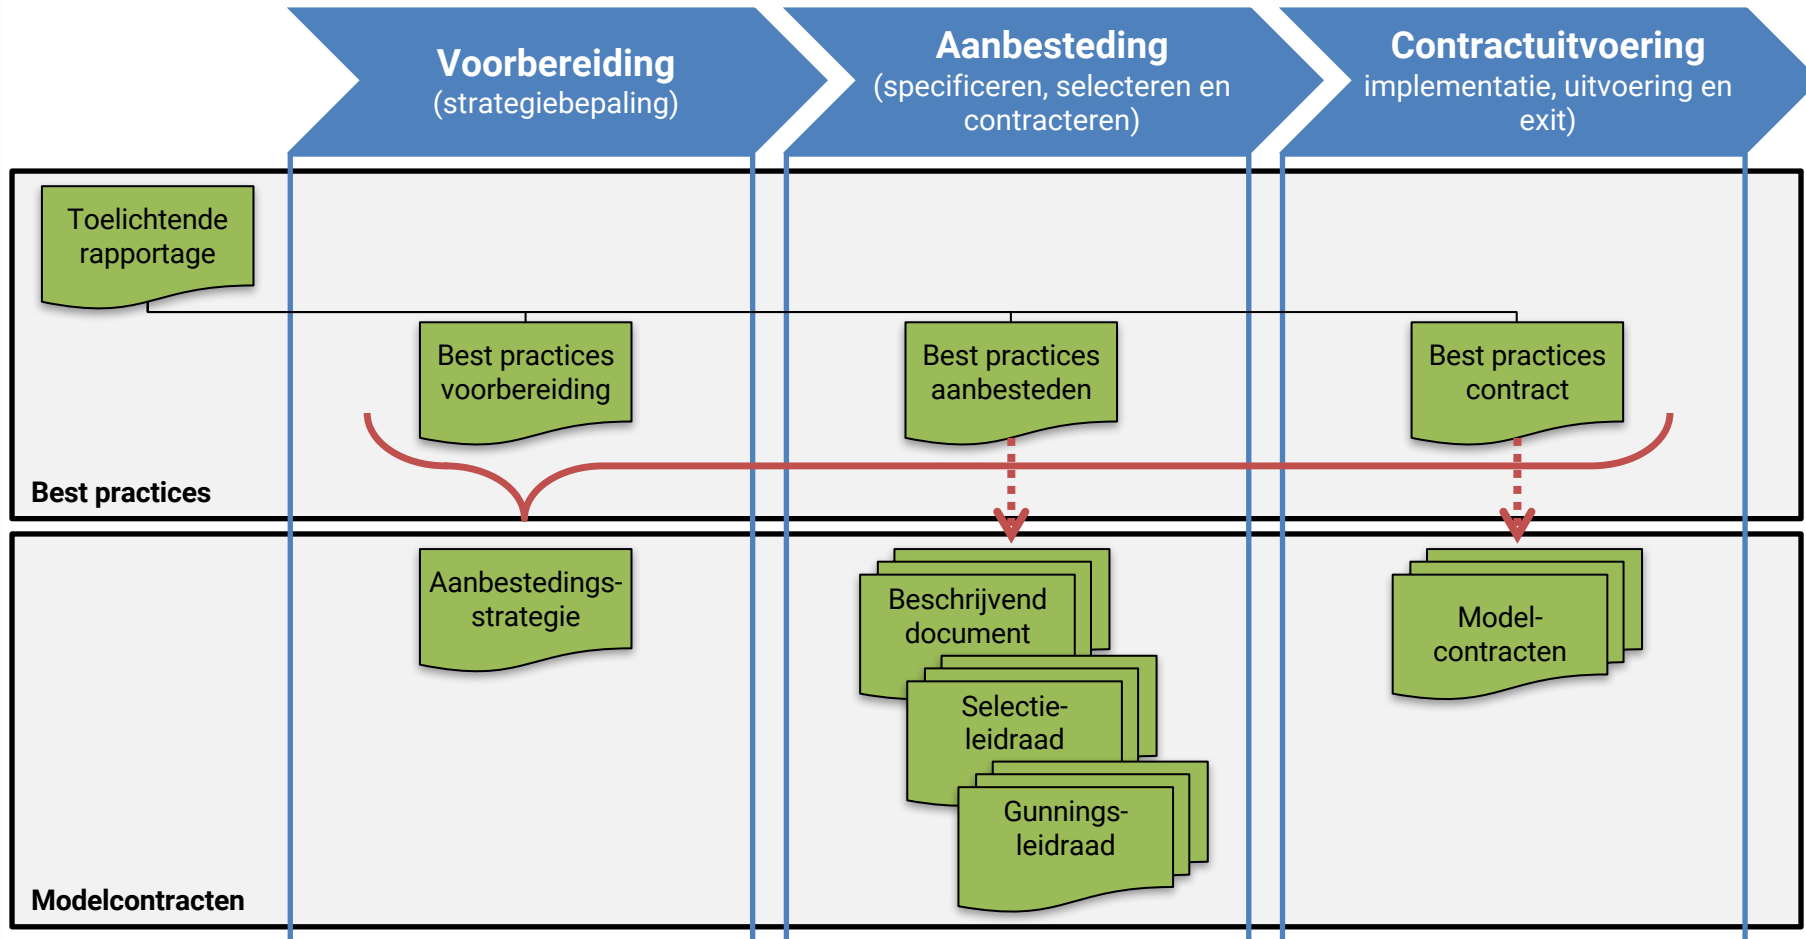 Voorbereiding
(strategiebepaling)
Aanbesteding
(specificeren, selecteren en
contracteren)
Contractuitvoering
implementatie, uitvoering en
exit)
Toelichtende
rapportage
Best practices
voorbereiding
Best practices
aanbesteden
Best practices
contract
Best practices
Aanbestedings-
strategie
Beschrijvend
document
Selectie-
leidraad
Gunnings-
leidraad
Model-
contracten
Modelcontracten